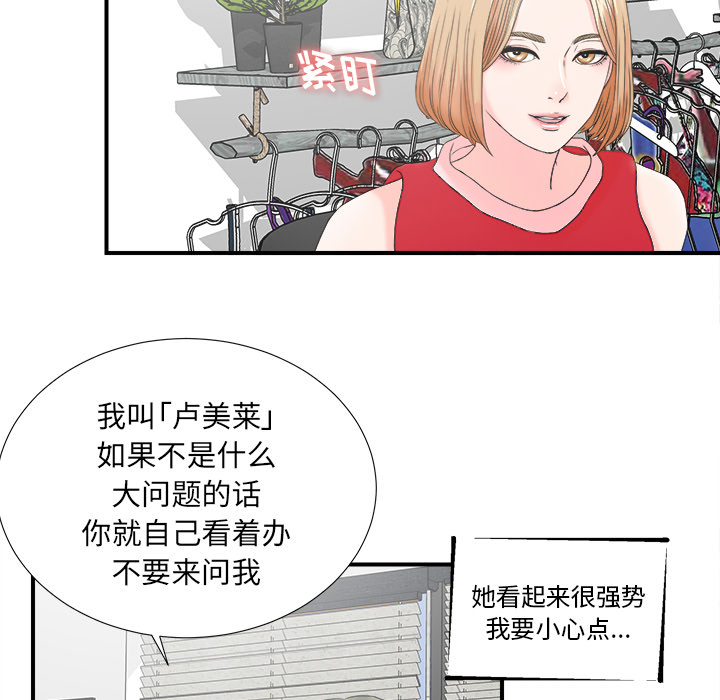 紧盯
我叫「卢美莱」
如果不是什么
大问题的话
你就自己看着办
不要来问我
她看起来很强势
我要小心点...